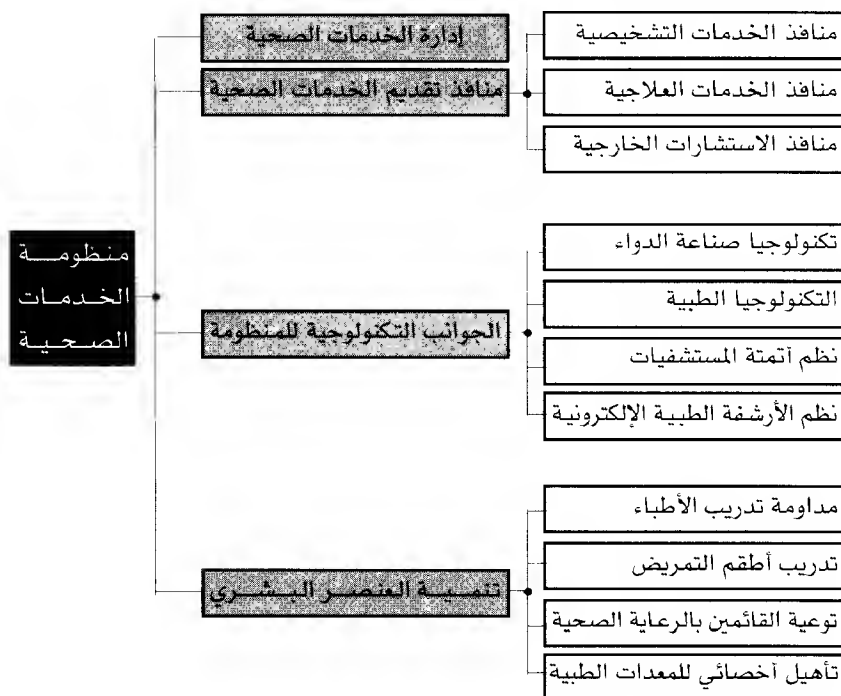 منظومة
الخدمات
الصحية
إدارة الخدمات الصحية
منافذ تقديم الخدمات الصحية
منافذ الخدمات التشخيصية
منافذ الخدمات العلاجية
منافذ الاستشارات الخارجية
الجوانب التكنولوجية للمنظومة
تكنولوجيا صناعة الدواء
التكنولوجيا الطبية
نظم أتمتة المستشفيات
نظم الأرشفة الطبية الإلكترونية
تنمية العنصر البشري
مداومة تدريب الأطباء
تدريب أطقم التمريض
توعية القائمين بالرعاية الصحية
تأهيل أخصائي للمعدات الطبية